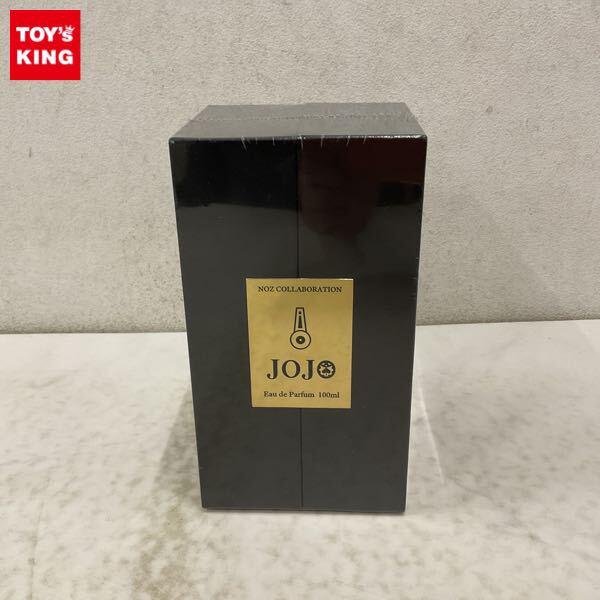 TOY's
KING
NOZ COLLABORATION
JOJO
Eau de Parfum 100ml